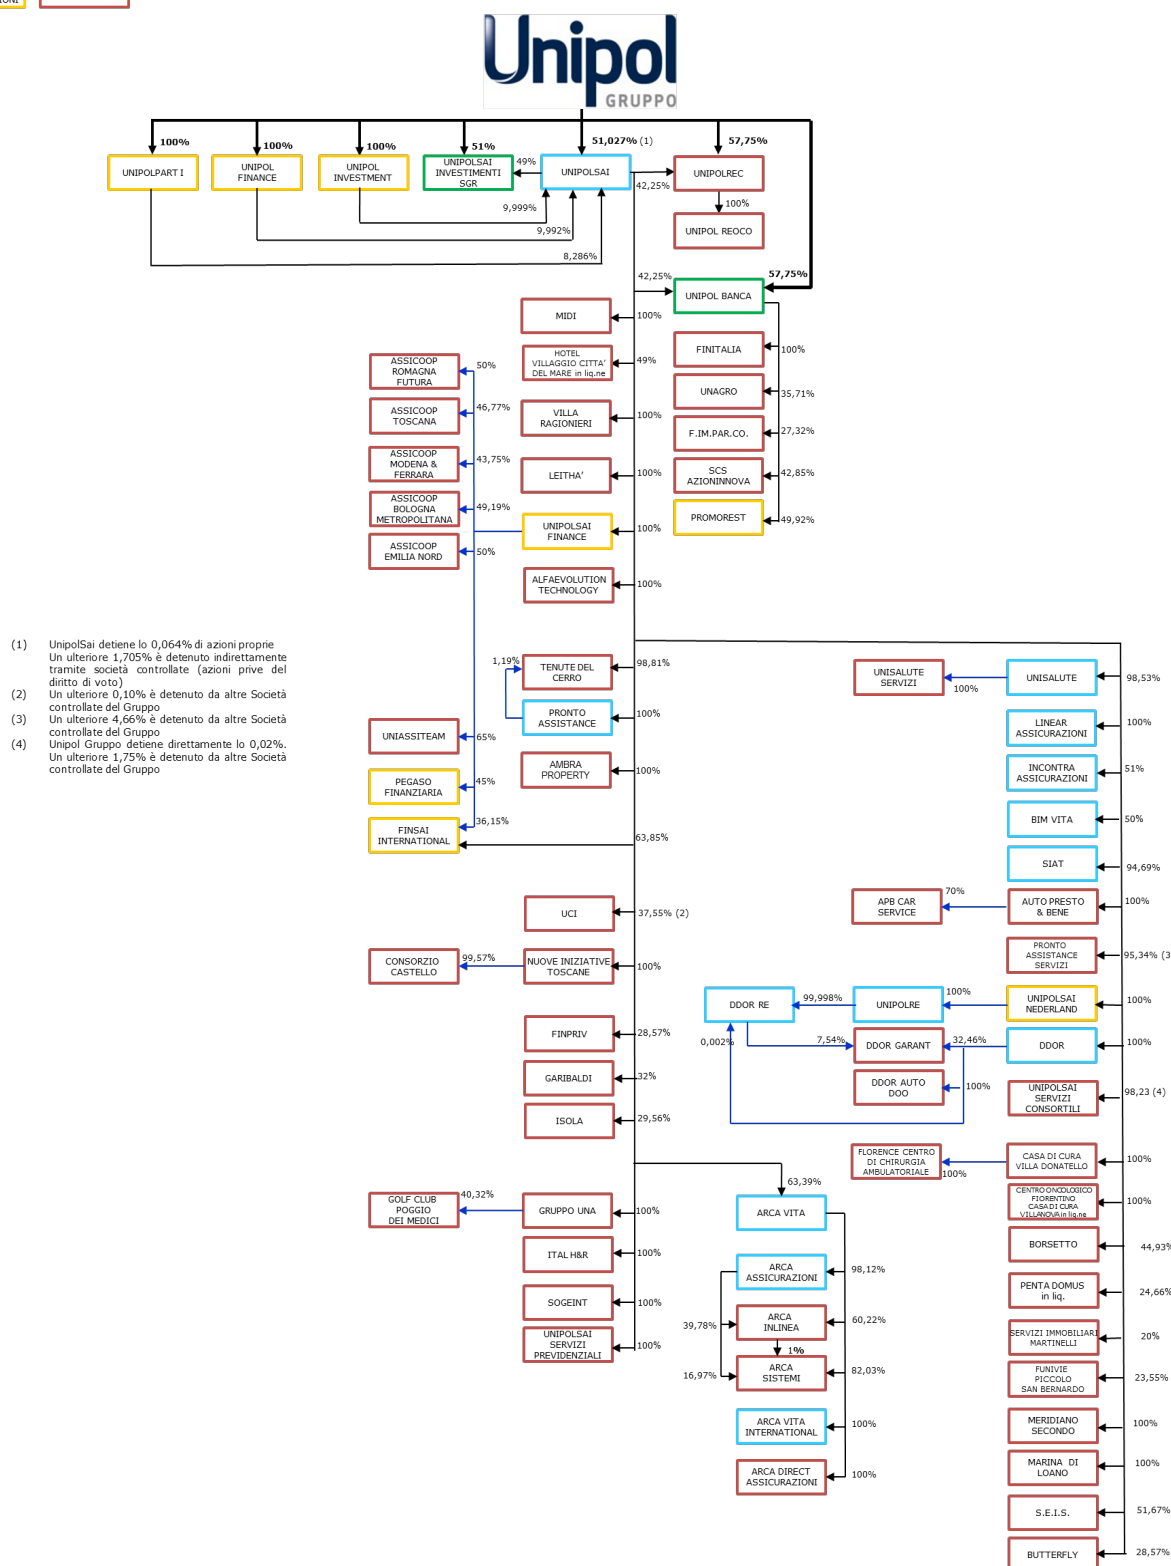 Unipol
GRUPPO
100%
100%
100%
51%
51,027% (1)
57,75%
UNIPOLPART I
UNIPOL
FINANCE
UNIPOL
INVESTMENT
UNIPOLSAI
INVESTIMENTI
SGR
49%
UNIPOLSAI
42,25%
UNIPOLREC
100%
UNIPOL REOCO
9,999%
9,992%
8,286%
42,25%
57,75%
UNIPOL BANCA
MIDI
100%
HOTEL
VILLAGGIO CITTA'
DEL MARE in liq.ne
49%
VILLA
RAGIONIERI
100%
LEITHA'
100%
UNIPOLSAI
FINANCE
100%
ALFAEVOLUTION
TECHNOLOGY
100%
FINITALIA
100%
UNAGRO
35,71%
F.IM.PAR.CO.
27,32%
SCS
AZIONINNOVA
42,85%
PROMOREST
49,92%
ASSICOOP
ROMAGNA
FUTURA
50%
ASSICOOP
TOSCANA
46,77%
ASSICOOP
MODENA &
FERRARA
43,75%
ASSICOOP
BOLOGNA
METROPOLITANA
49,19%
ASSICOOP
EMILIA NORD
50%
(1) UnipolSai detiene lo 0,064% di azioni proprie
Un ulteriore 1,705% è detenuto indirettamente
tramite società controllate (azioni prive del
diritto di voto)
(2) Un ulteriore 0,10% è detenuto da altre Società
controllate del Gruppo
(3) Un ulteriore 4,66% è detenuto da altre Società
controllate del Gruppo
(4) Unipol Gruppo detiene direttamente lo 0,02%.
Un ulteriore 1,75% è detenuto da altre Società
controllate del Gruppo
1,19%
TENUTE DEL
CERRO
98,81%
PRONTO
ASSISTANCE
100%
AMBRA
PROPERTY
100%
UNIASSITEAM
65%
PEGASO
FINANZIARIA
45%
FINSAI
INTERNATIONAL
36,15%
63,85%
UCI
37,55% (2)
CONSORZIO
CASTELLO
99,57%
NUOVE INIZIATIVE
TOSCANE
100%
FINPRIV
28,57%
GARIBALDI
32%
ISOLA
29,56%
GOLF CLUB
POGGIO
DEI MEDICI
40,32%
GRUPPO UNA
100%
ITAL H&R
100%
SOGEINT
100%
UNIPOLSAI
SERVIZI
PREVIDENZIALI
100%
63,39%
ARCA VITA
ARCA
ASSICURAZIONI
98,12%
39,78%
ARCA
INLINEA
60,22%
1%
16,97%
ARCA
SISTEMI
82,03%
ARCA VITA
INTERNATIONAL
100%
ARCA DIRECT
ASSICURAZIONI
100%
UNISALUTE
SERVIZI
100%
UNISALUTE
98,53%
LINEAR
ASSICURAZIONI
100%
INCONTRA
ASSICURAZIONI
51%
BIM VITA
50%
SIAT
94,69%
APB CAR
SERVICE
70%
AUTO PRESTO
& BENE
100%
PRONTO
ASSISTANCE
SERVIZI
95,34% (3
DDOR RE
99,998%
UNIPOLRE
100%
UNIPOLSAI
NEDERLAND
100%
0,002%
7,54%
DDOR GARANT
32,46%
DDOR
100%
DDOR AUTO
DOO
100%
UNIPOLSAI
SERVIZI
CONSORTILI
98,23 (4)
FLORENCE CENTRO
DI CHIRURGIA
AMBULATORIALE
100%
CASA DI CURA
VILLA DONATELLO
100%
CENTRO ONCOLOGICO
FIORENTINO
CASA DI CURA
VILLANOVA in liq.ne
100%
BORSETTO
44,93%
PENTA DOMUS
in liq.
24,66%
SERVIZI IMMOBILIARI
MARTINELLI
20%
FUNIVIE
PICCOLO
SAN BERNARDO
23,55%
MERIDIANO
SECONDO
100%
MARINA DI
LOANO
100%
S.E.I.S.
51,67%
BUTTERFLY
28,57%